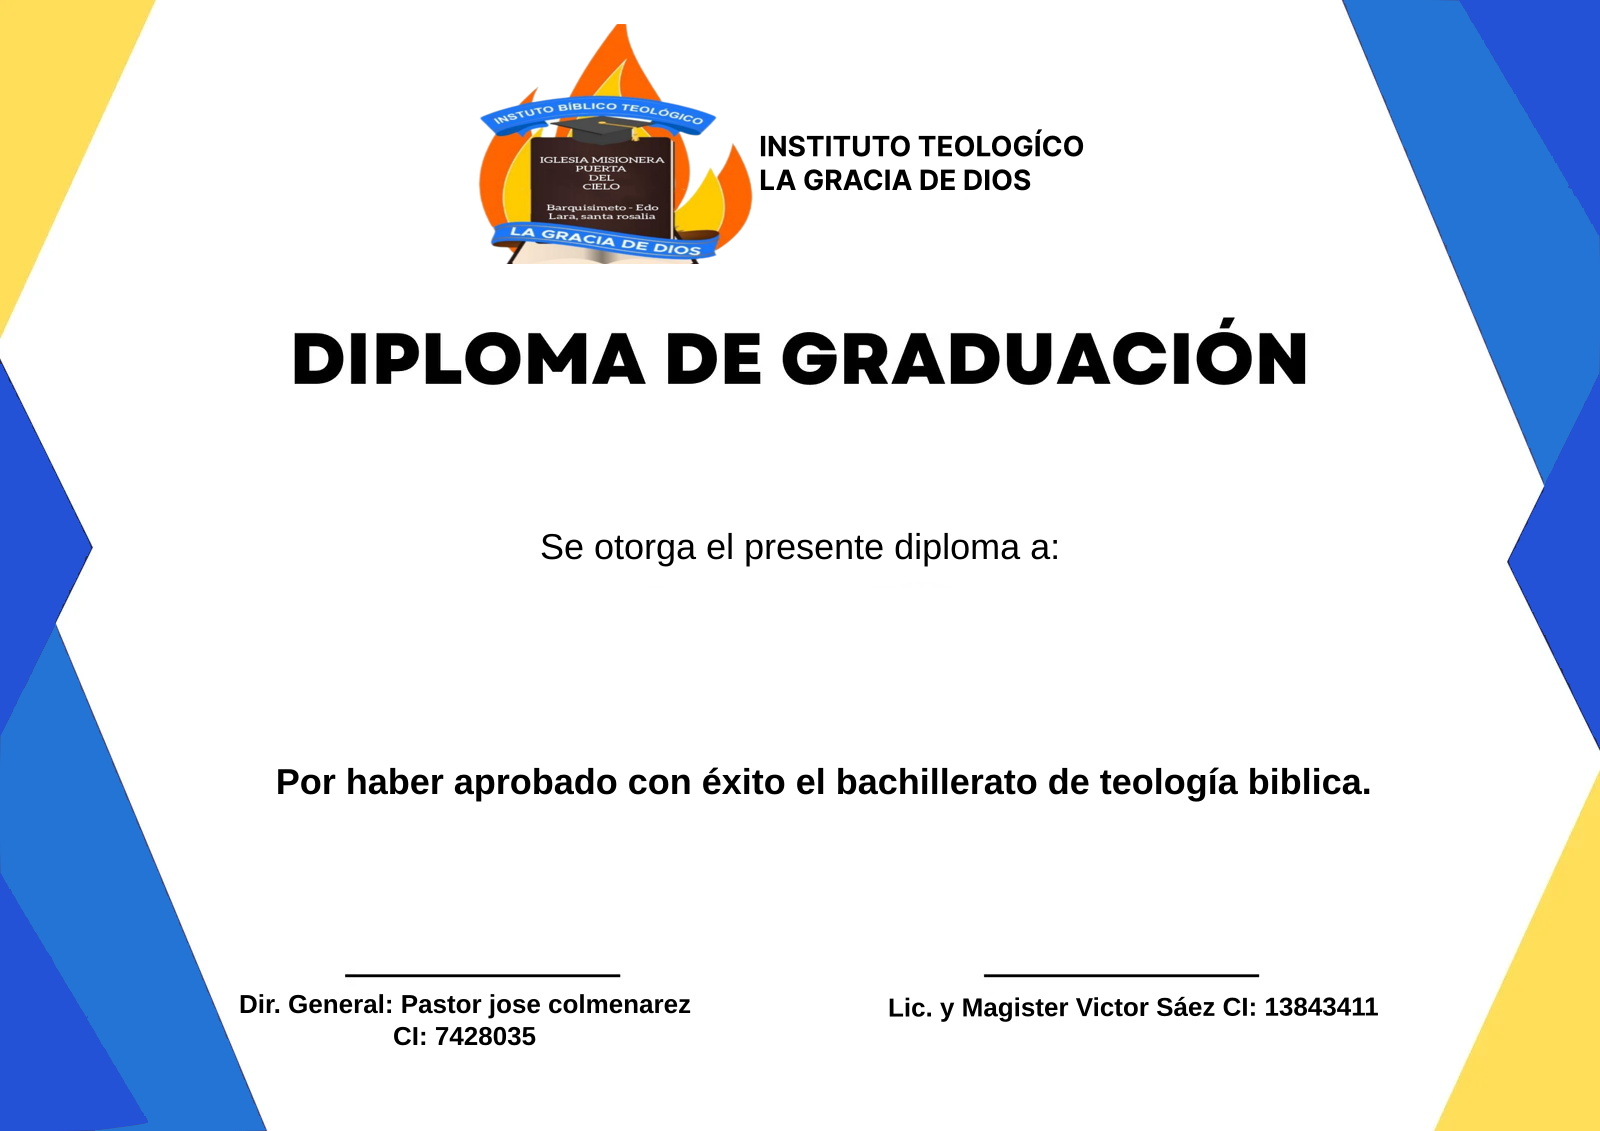 INSTUTO BÍBLICO TEOLÓGICO
IGLESIA MISIONERA
PUERTA
DEL
CIELO
Barquisimeto - Edo
Lara, santa rosalia
LA GRACIA DE DIOS
INSTITUTO TEOLOGÍCO
LA GRACIA DE DIOS
DIPLOMA DE GRADUACIÓN
Se otorga el presente diploma a:
Por haber aprobado con éxito el bachillerato de teología biblica.
Dir. General: Pastor jose colmenarez
CI: 7428035
Lic. y Magister Victor Sáez CI: 13843411